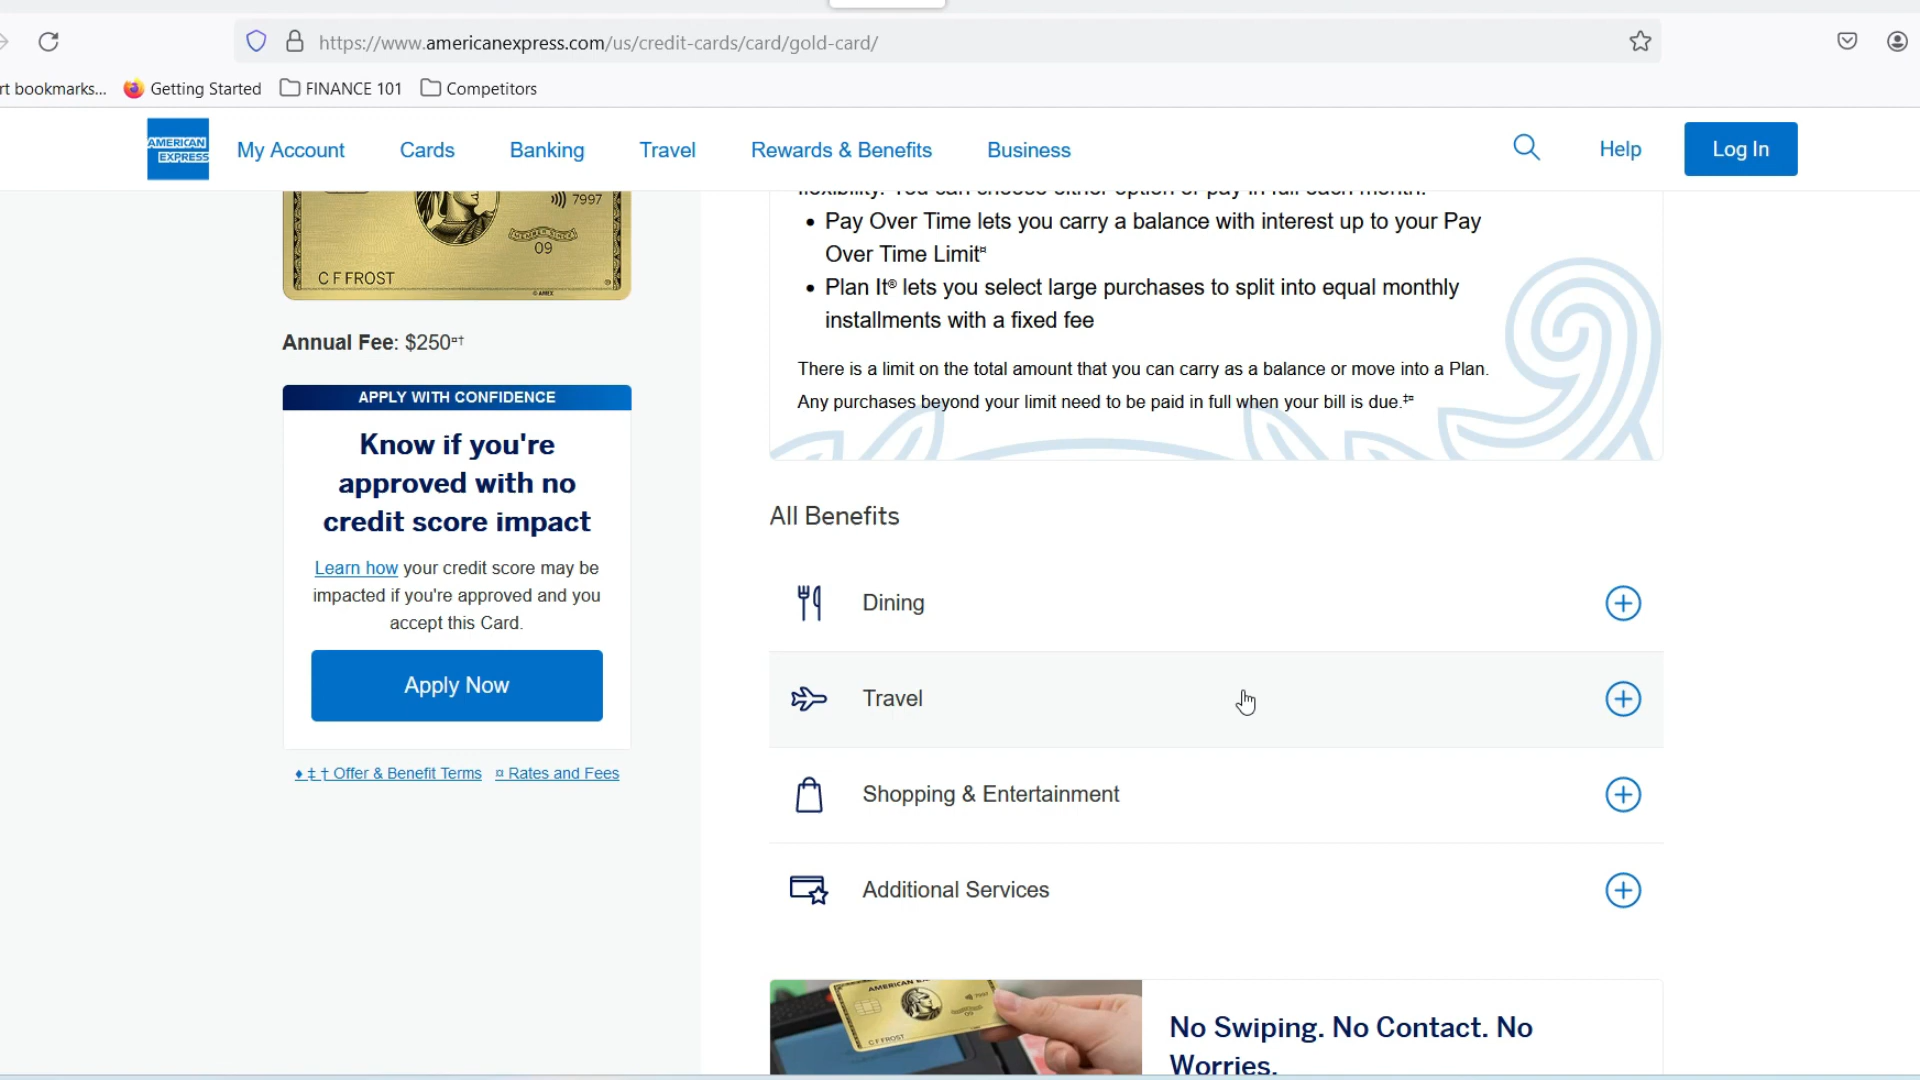 https://www.americanexpress.com/us/credit-cards/card/gold-card/
rt bookmarks...
Getting Started
FINANCE 101
Competitors
AMERICAN
EXPRESS
My Account
Cards
Banking
Travel
Rewards & Benefits
Business
Help
Log In
7997
MEMBER SINCE
09
C F FROST
© AMEX
Annual Fee: $250¤†
APPLY WITH CONFIDENCE
Know if you're
approved with no
credit score impact
Learn how your credit score may be
impacted if you're approved and you
accept this Card.
Apply Now
♦ ‡ † Offer & Benefit Terms
¤ Rates and Fees
flexibility. You can choose either option or pay in full each month.
• Pay Over Time lets you carry a balance with interest up to your Pay
Over Time Limit¤
• Plan It® lets you select large purchases to split into equal monthly
installments with a fixed fee
There is a limit on the total amount that you can carry as a balance or move into a Plan.
Any purchases beyond your limit need to be paid in full when your bill is due.‡¤
All Benefits
Dining
Travel
Shopping & Entertainment
Additional Services
AMERICAN EX
7997
C F FROST
No Swiping. No Contact. No
Worries.